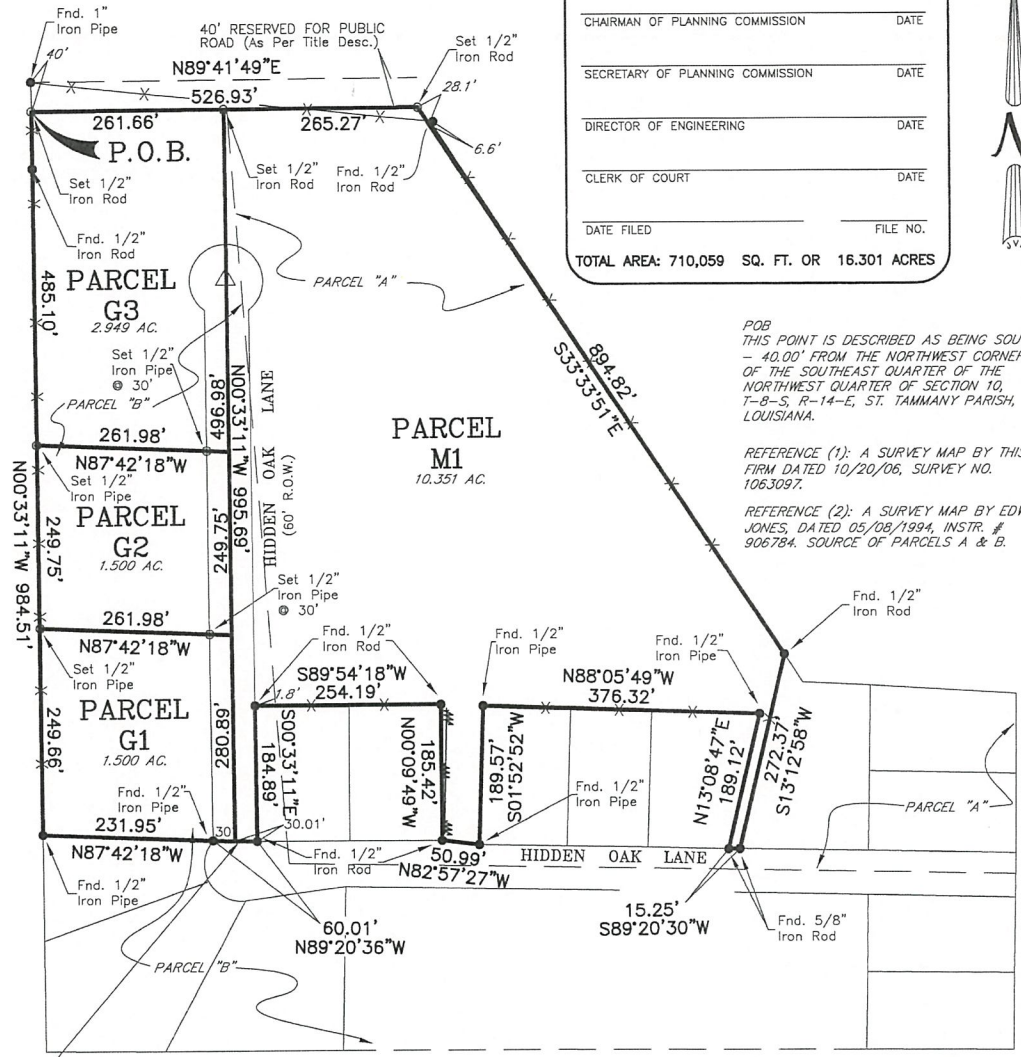 Fnd. 1"
Iron Pipe
40'
40' RESERVED FOR PUBLIC
ROAD (As Per Title Desc.)
N89°41'49"E
526.93'
261.66'
265.27'
Set 1/2"
Iron Rod
28.1'
6.6'
P.O.B.
Set 1/2"
Iron Rod
Set 1/2"
Iron Rod
Fnd. 1/2"
Iron Rod
Fnd. 1/2"
Iron Rod
CHAIRMAN OF PLANNING COMMISSION DATE
SECRETARY OF PLANNING COMMISSION DATE
DIRECTOR OF ENGINEERING DATE
CLERK OF COURT DATE
DATE FILED FILE NO.
TOTAL AREA: 710,059 SQ. FT. OR 16.301 ACRES
PARCEL
G3
2.949 AC.
485.10'
PARCEL "A"
Set 1/2"
Iron Pipe
@ 30'
PARCEL "B"
496.98'
N00°33'11"W 995.69'
HIDDEN OAK LANE
(60' R.O.W.)
894.82'
S33°33'51"E
PARCEL
M1
10.351 AC.
POB
THIS POINT IS DESCRIBED AS BEING SOU
- 40.00' FROM THE NORTHWEST CORNER
OF THE SOUTHEAST QUARTER OF THE
NORTHWEST QUARTER OF SECTION 10,
T-8-S, R-14-E, ST. TAMMANY PARISH,
LOUISIANA.
REFERENCE (1): A SURVEY MAP BY THIS
FIRM DATED 10/20/06, SURVEY NO.
1063097.
REFERENCE (2): A SURVEY MAP BY EDW
JONES, DATED 05/08/1994, INSTR. #
906784. SOURCE OF PARCELS A & B.
261.98'
N87°42'18"W
Set 1/2"
Iron Pipe
N00°33'11"W 984.51'
249.75'
PARCEL
G2
1.500 AC.
249.75'
Set 1/2"
Iron Pipe
@ 30'
261.98'
N87°42'18"W
Set 1/2"
Iron Pipe
249.66'
PARCEL
G1
1.500 AC.
280.89'
Fnd. 1/2"
Iron Rod
S89°54'18"W
254.19'
1.8'
S00°33'11"E
184.89'
N00°09'49"W
185.42'
Fnd. 1/2"
Iron Pipe
189.57'
S01°52'52"W
N88°05'49"W
376.32'
Fnd. 1/2"
Iron Pipe
Fnd. 1/2"
Iron Rod
N13°08'47"E
189.12'
272.37'
S13°12'58"W
PARCEL "A"
Fnd. 1/2"
Iron Pipe
231.95'
N87°42'18"W
30'
30.01'
Fnd. 1/2"
Iron Rod
50.99'
N82°57'27"W
Fnd. 1/2"
Iron Pipe
HIDDEN OAK LANE
Fnd. 1/2"
Iron Pipe
60.01'
N89°20'36"W
15.25'
S89°20'30"W
Fnd. 5/8"
Iron Rod
PARCEL "B"